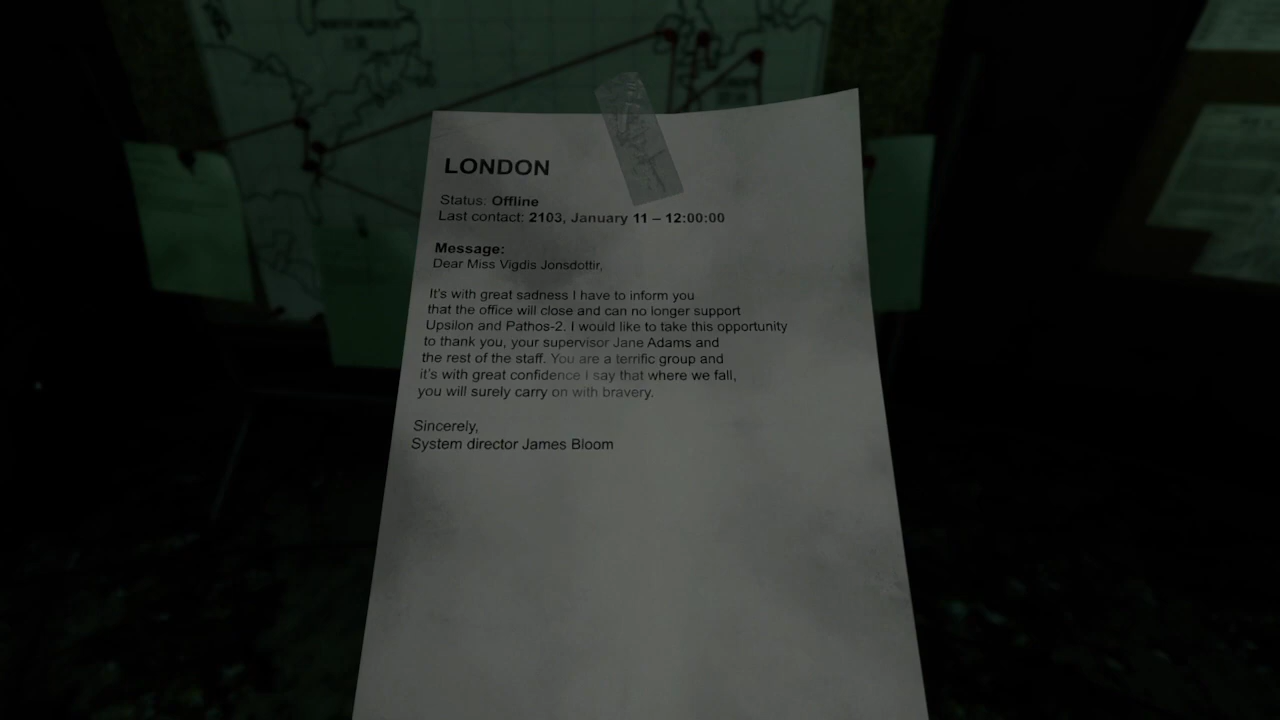 LONDON
Status: Offline
Last contact: 2103, January 11 – 12:00:00
Message:
Dear Miss Vigdis Jonsdottir,
It's with great sadness I have to inform you
that the office will close and can no longer support
Upsilon and Pathos-2. I would like to take this opportunity
to thank you, your supervisor Jane Adams and
the rest of the staff. You are a terrific group and
it's with great confidence I say that where we fall,
you will surely carry on with bravery.
Sincerely,
System director James Bloom